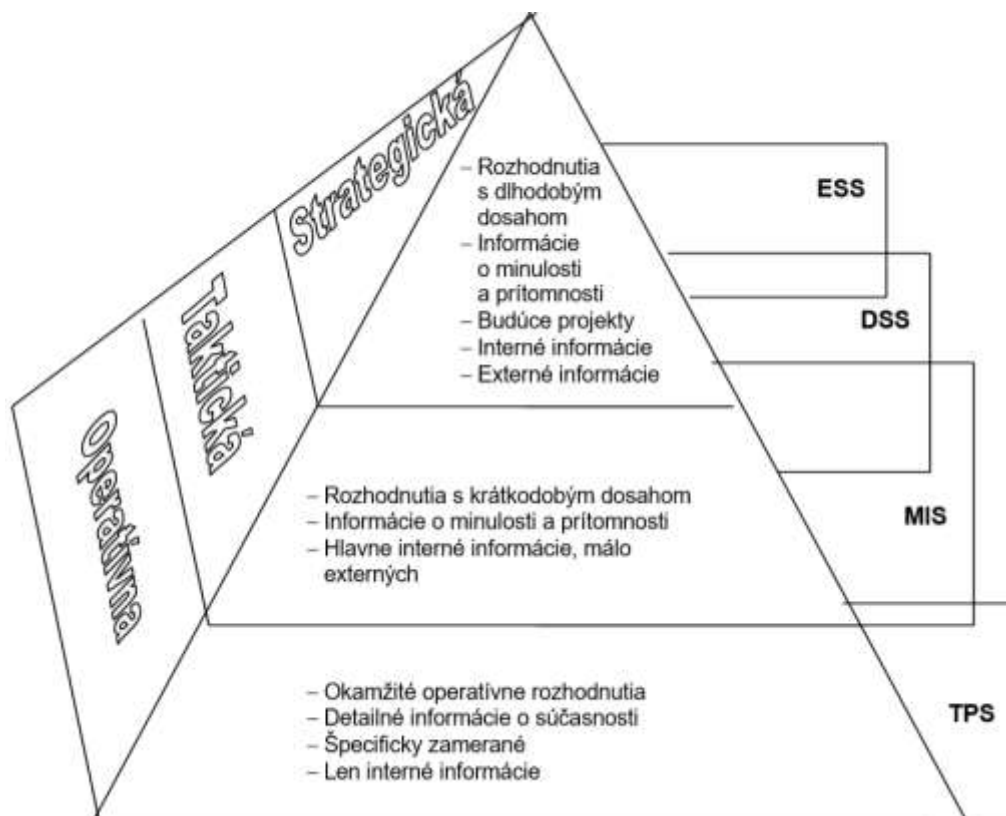 Strategická
Taktická
Operatívna
– Rozhodnutia
s dlhodobým
dosahom
– Informácie
o minulosti
a prítomnosti
– Budúce projekty
– Interné informácie
– Externé informácie
– Rozhodnutia s krátkodobým dosahom
– Informácie o minulosti a prítomnosti
– Hlavne interné informácie, málo
externých
– Okamžité operatívne rozhodnutia
– Detailné informácie o súčasnosti
– Špecificky zamerané
– Len interné informácie
ESS
DSS
MIS
TPS